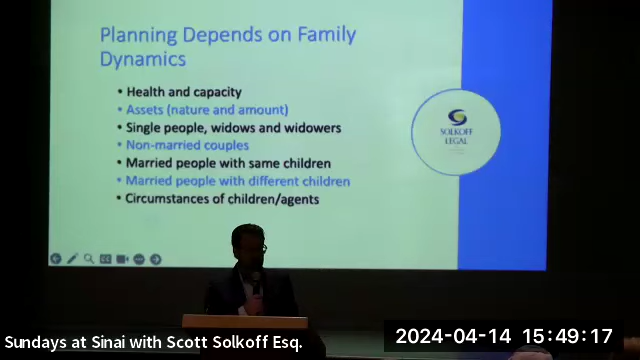 Planning Depends on Family
Dynamics
• Health and capacity
• Assets (nature and amount)
• Single people, widows and widowers
• Non-married couples
• Married people with same children
• Married people with different children
• Circumstances of children/agents
SOLKOFF
LEGAL
Sundays at Sinai with Scott Solkoff Esq.
2024-04-14 15:49:17